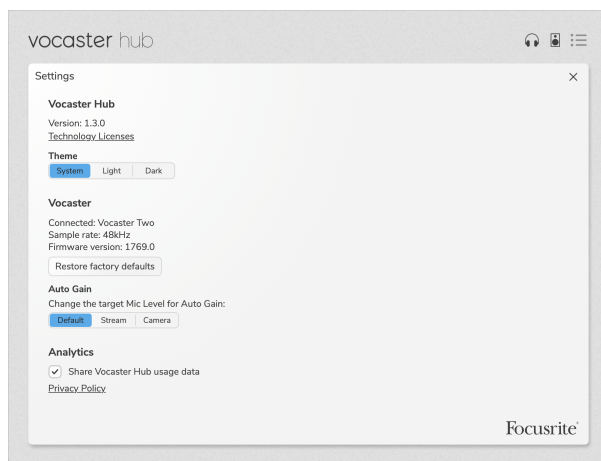 vocaster hub
Settings
Vocaster Hub
Version: 1.3.0
Technology Licenses
Theme
System Light Dark
Vocaster
Connected: Vocaster Two
Sample rate: 48kHz
Firmware version: 1769.0
Restore factory defaults
Auto Gain
Change the target Mic Level for Auto Gain:
Default Stream Camera
Analytics
Share Vocaster Hub usage data
Privacy Policy
Focusrite®